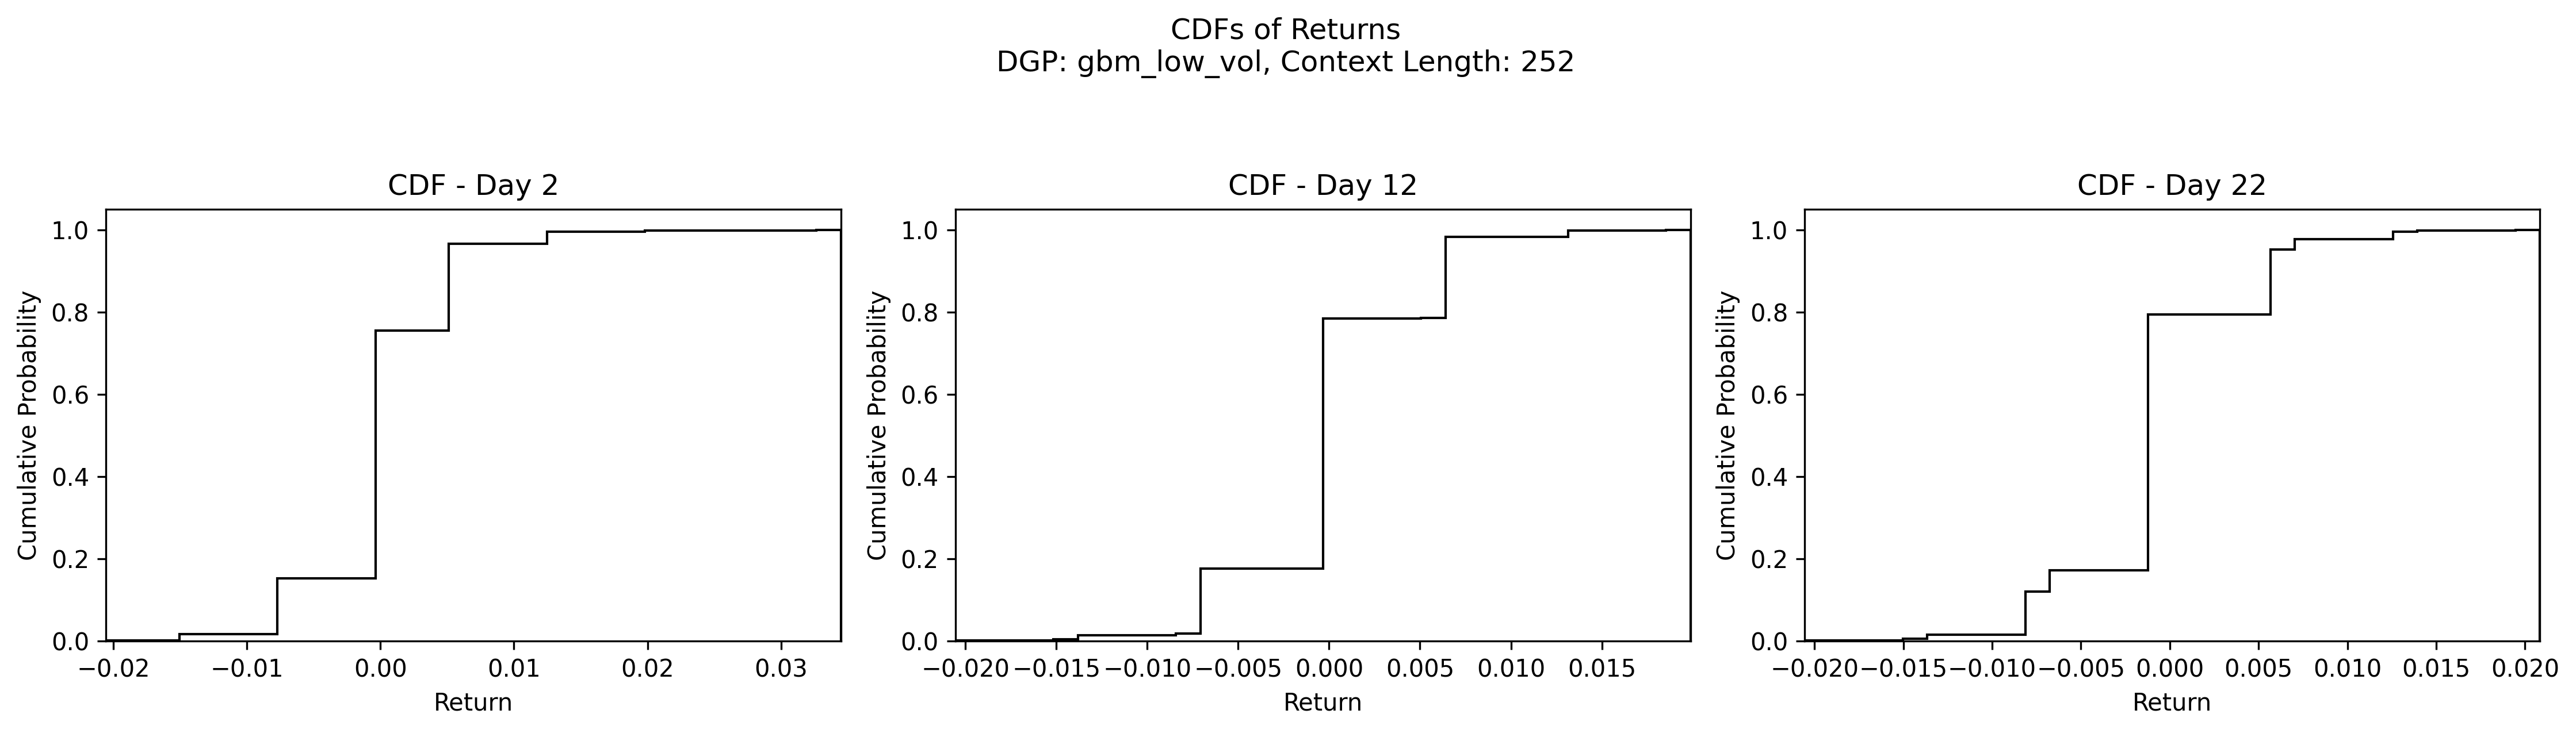 CDFs of Returns
DGP: gbm_low_vol, Context Length: 252
CDF - Day 2
1.0
0.8
0.6
0.4
0.2
0.0
Cumulative Probability
−0.02 −0.01 0.00 0.01 0.02 0.03
Return
CDF - Day 12
1.0
0.8
0.6
0.4
0.2
0.0
Cumulative Probability
−0.020 −0.015 −0.010 −0.005 0.000 0.005 0.010 0.015
Return
CDF - Day 22
1.0
0.8
0.6
0.4
0.2
0.0
Cumulative Probability
−0.020 −0.015 −0.010 −0.005 0.000 0.005 0.010 0.015 0.020
Return